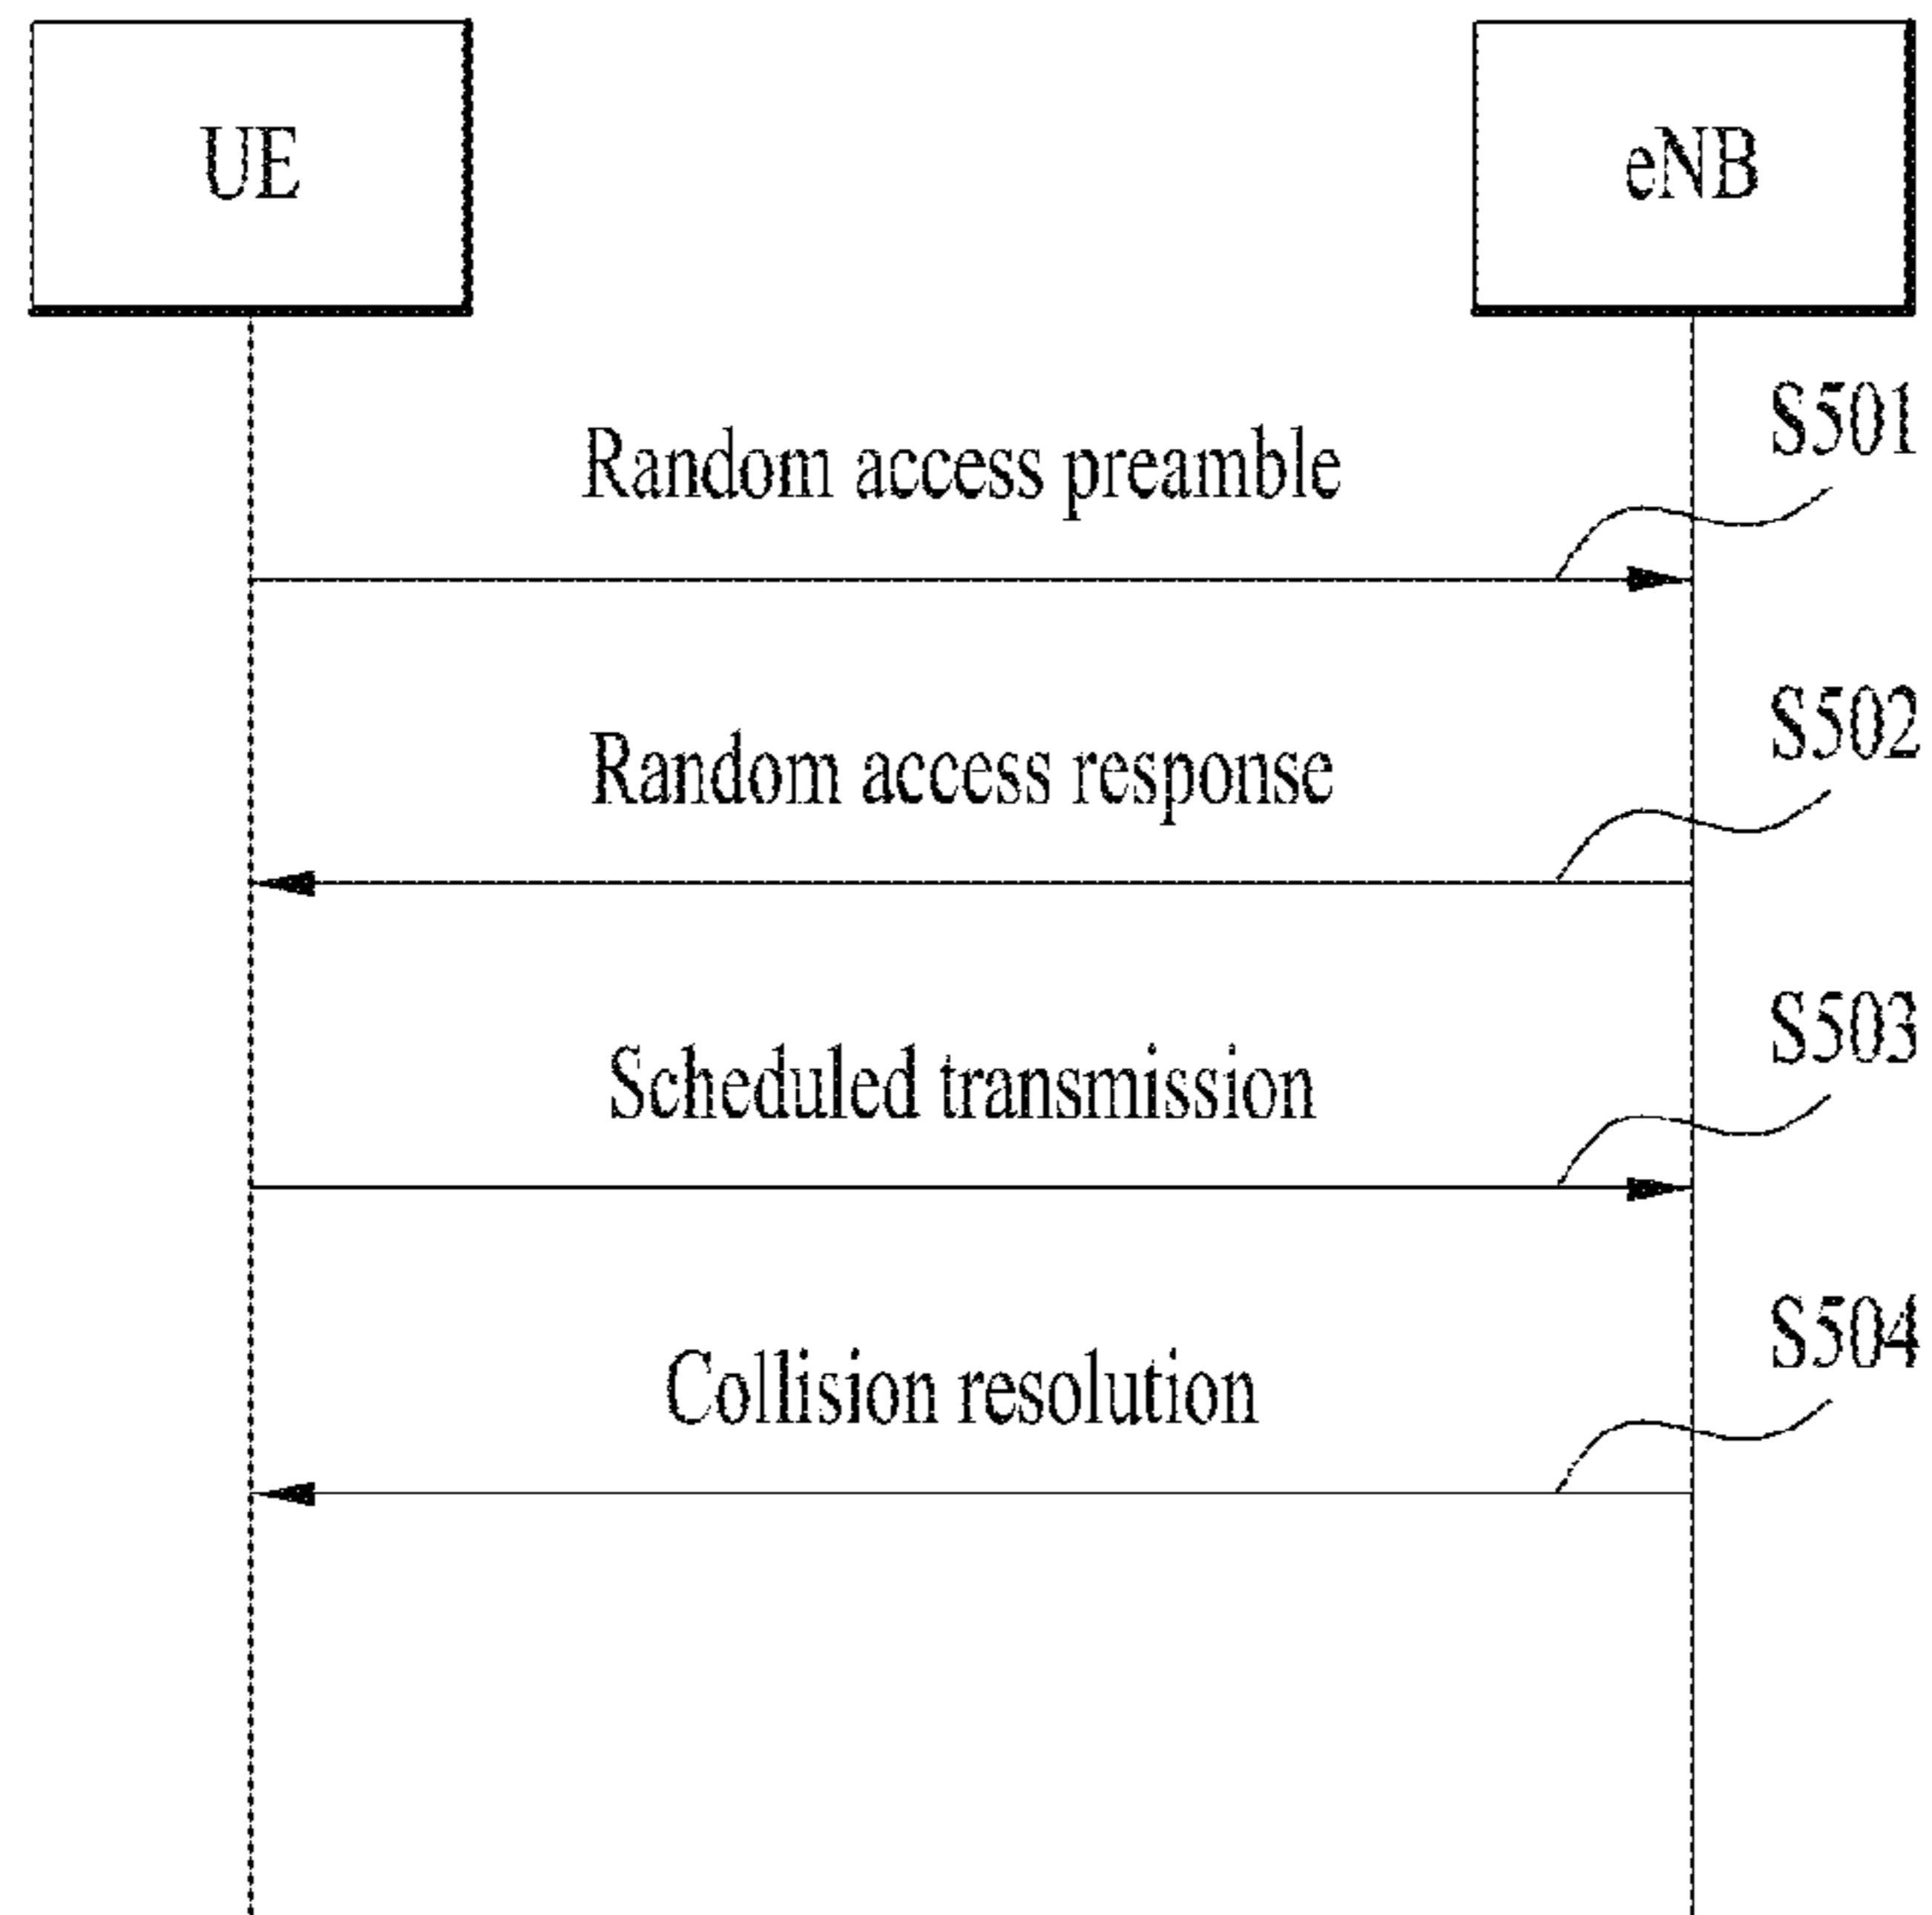 UE
eNB
S501
Random access preamble
S502
Random access response
S503
Scheduled transmission
S504
Collision resolution